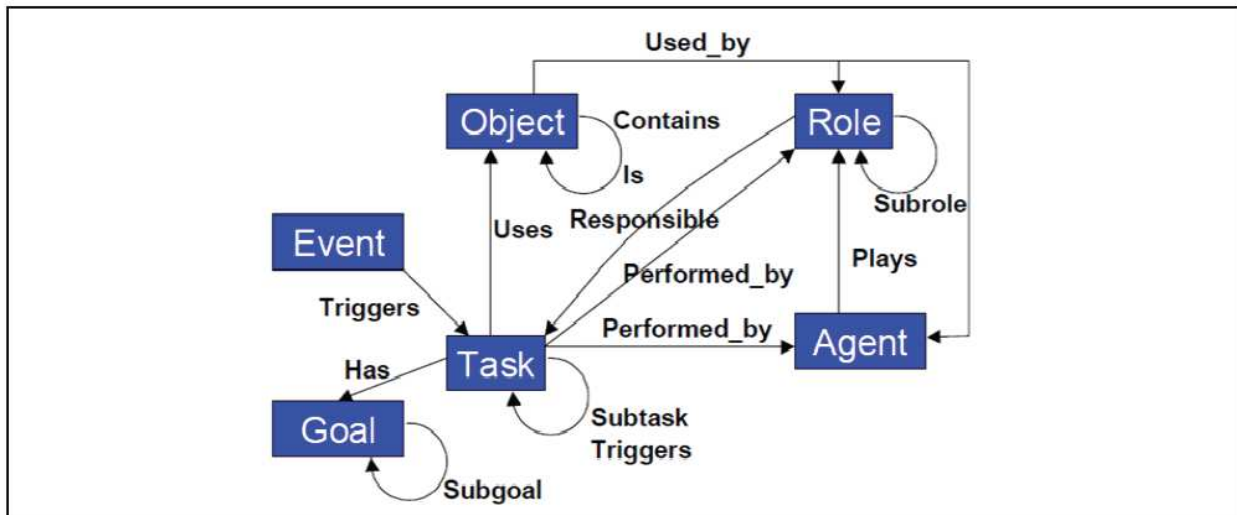 Used_by
Object
Role
Contains
Is
Subrole
Uses
Responsible
Event
Plays
Performed_by
Triggers
Performed_by
Agent
Task
Has
Subtask
Triggers
Goal
Subgoal